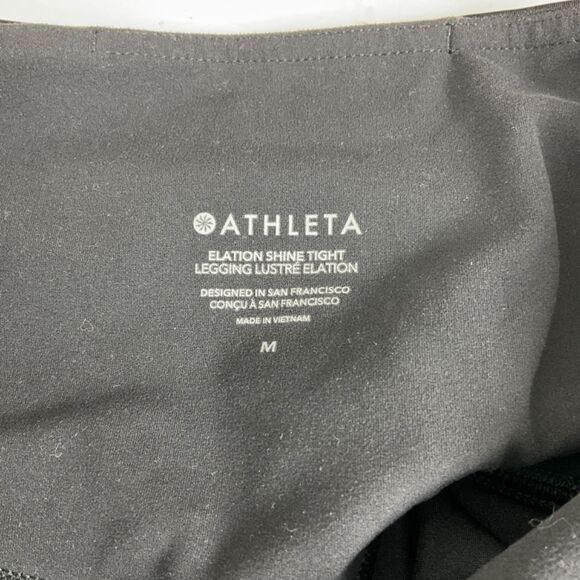 ATHLETA
ELATION SHINE TIGHT
LEGGING LUSTRÉ ELATION
DESIGNED IN SAN FRANCISCO
CONÇU À SAN FRANCISCO
MADE IN VIETNAM
M